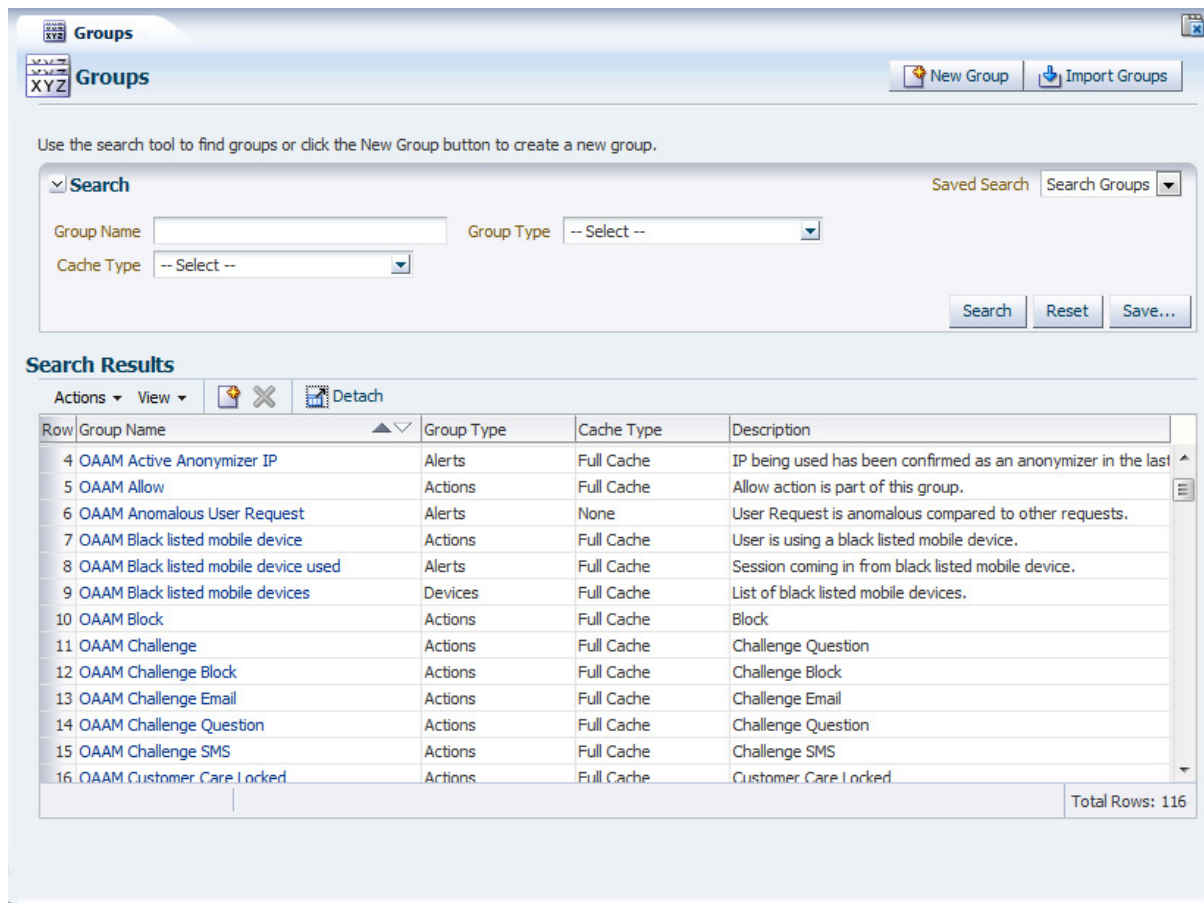 Groups
XYZ Groups
New Group Import Groups
Use the search tool to find groups or click the New Group button to create a new group.
Search Saved Search Search Groups
Group Name Group Type -- Select --
Cache Type -- Select --
Search Reset Save...
Search Results
Actions View Detach
Row Group Name Group Type Cache Type Description
4 OAAM Active Anonymizer IP Alerts Full Cache IP being used has been confirmed as an anonymizer in the last
5 OAAM Allow Actions Full Cache Allow action is part of this group.
6 OAAM Anomalous User Request Alerts None User Request is anomalous compared to other requests.
7 OAAM Black listed mobile device Actions Full Cache User is using a black listed mobile device.
8 OAAM Black listed mobile device used Alerts Full Cache Session coming in from black listed mobile device.
9 OAAM Black listed mobile devices Devices Full Cache List of black listed mobile devices.
10 OAAM Block Actions Full Cache Block
11 OAAM Challenge Actions Full Cache Challenge Question
12 OAAM Challenge Block Actions Full Cache Challenge Block
13 OAAM Challenge Email Actions Full Cache Challenge Email
14 OAAM Challenge Question Actions Full Cache Challenge Question
15 OAAM Challenge SMS Actions Full Cache Challenge SMS
16 OAAM Customer Care Locked Actions Full Cache Customer Care Locked
Total Rows: 116